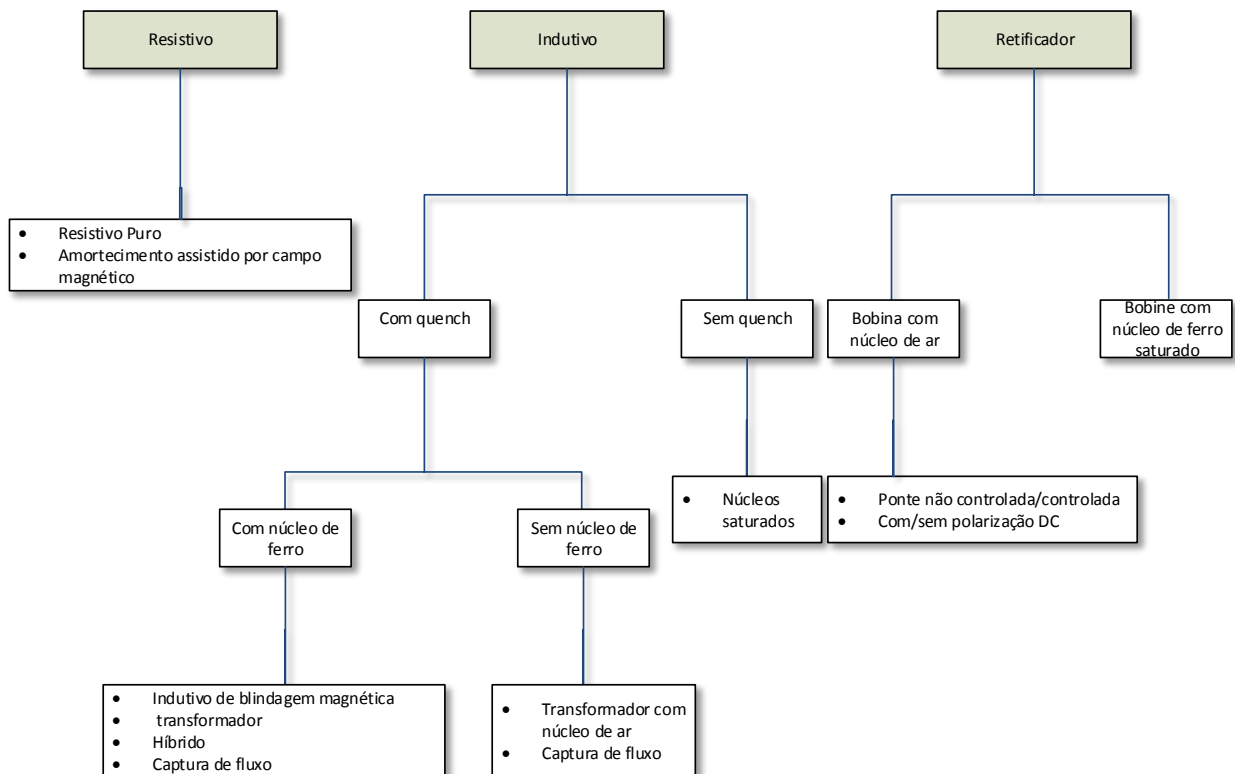 Resistivo
Indutivo
Retificador
• Resistivo Puro
• Amortecimento assistido por campo
magnético
Com quench
Sem quench
Bobina com
núcleo de ar
Bobine com
núcleo de ferro
saturado
• Núcleos
saturados
• Ponte não controlada/controlada
• Com/sem polarização DC
Com núcleo de
ferro
Sem núcleo de
ferro
• Indutivo de blindagem magnética
• transformador
• Híbrido
• Captura de fluxo
• Transformador com
núcleo de ar
• Captura de fluxo